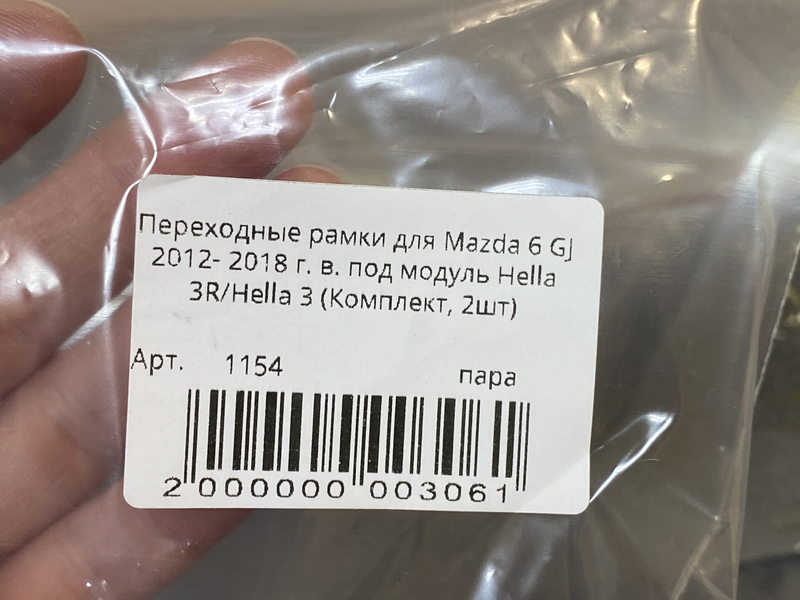 Переходные рамки для Mazda 6 GJ
2012- 2018 г. в. под модуль Hella
3R/Hella 3 (Комплект, 2шт)
Арт. 1154 пара
2 000000 003061